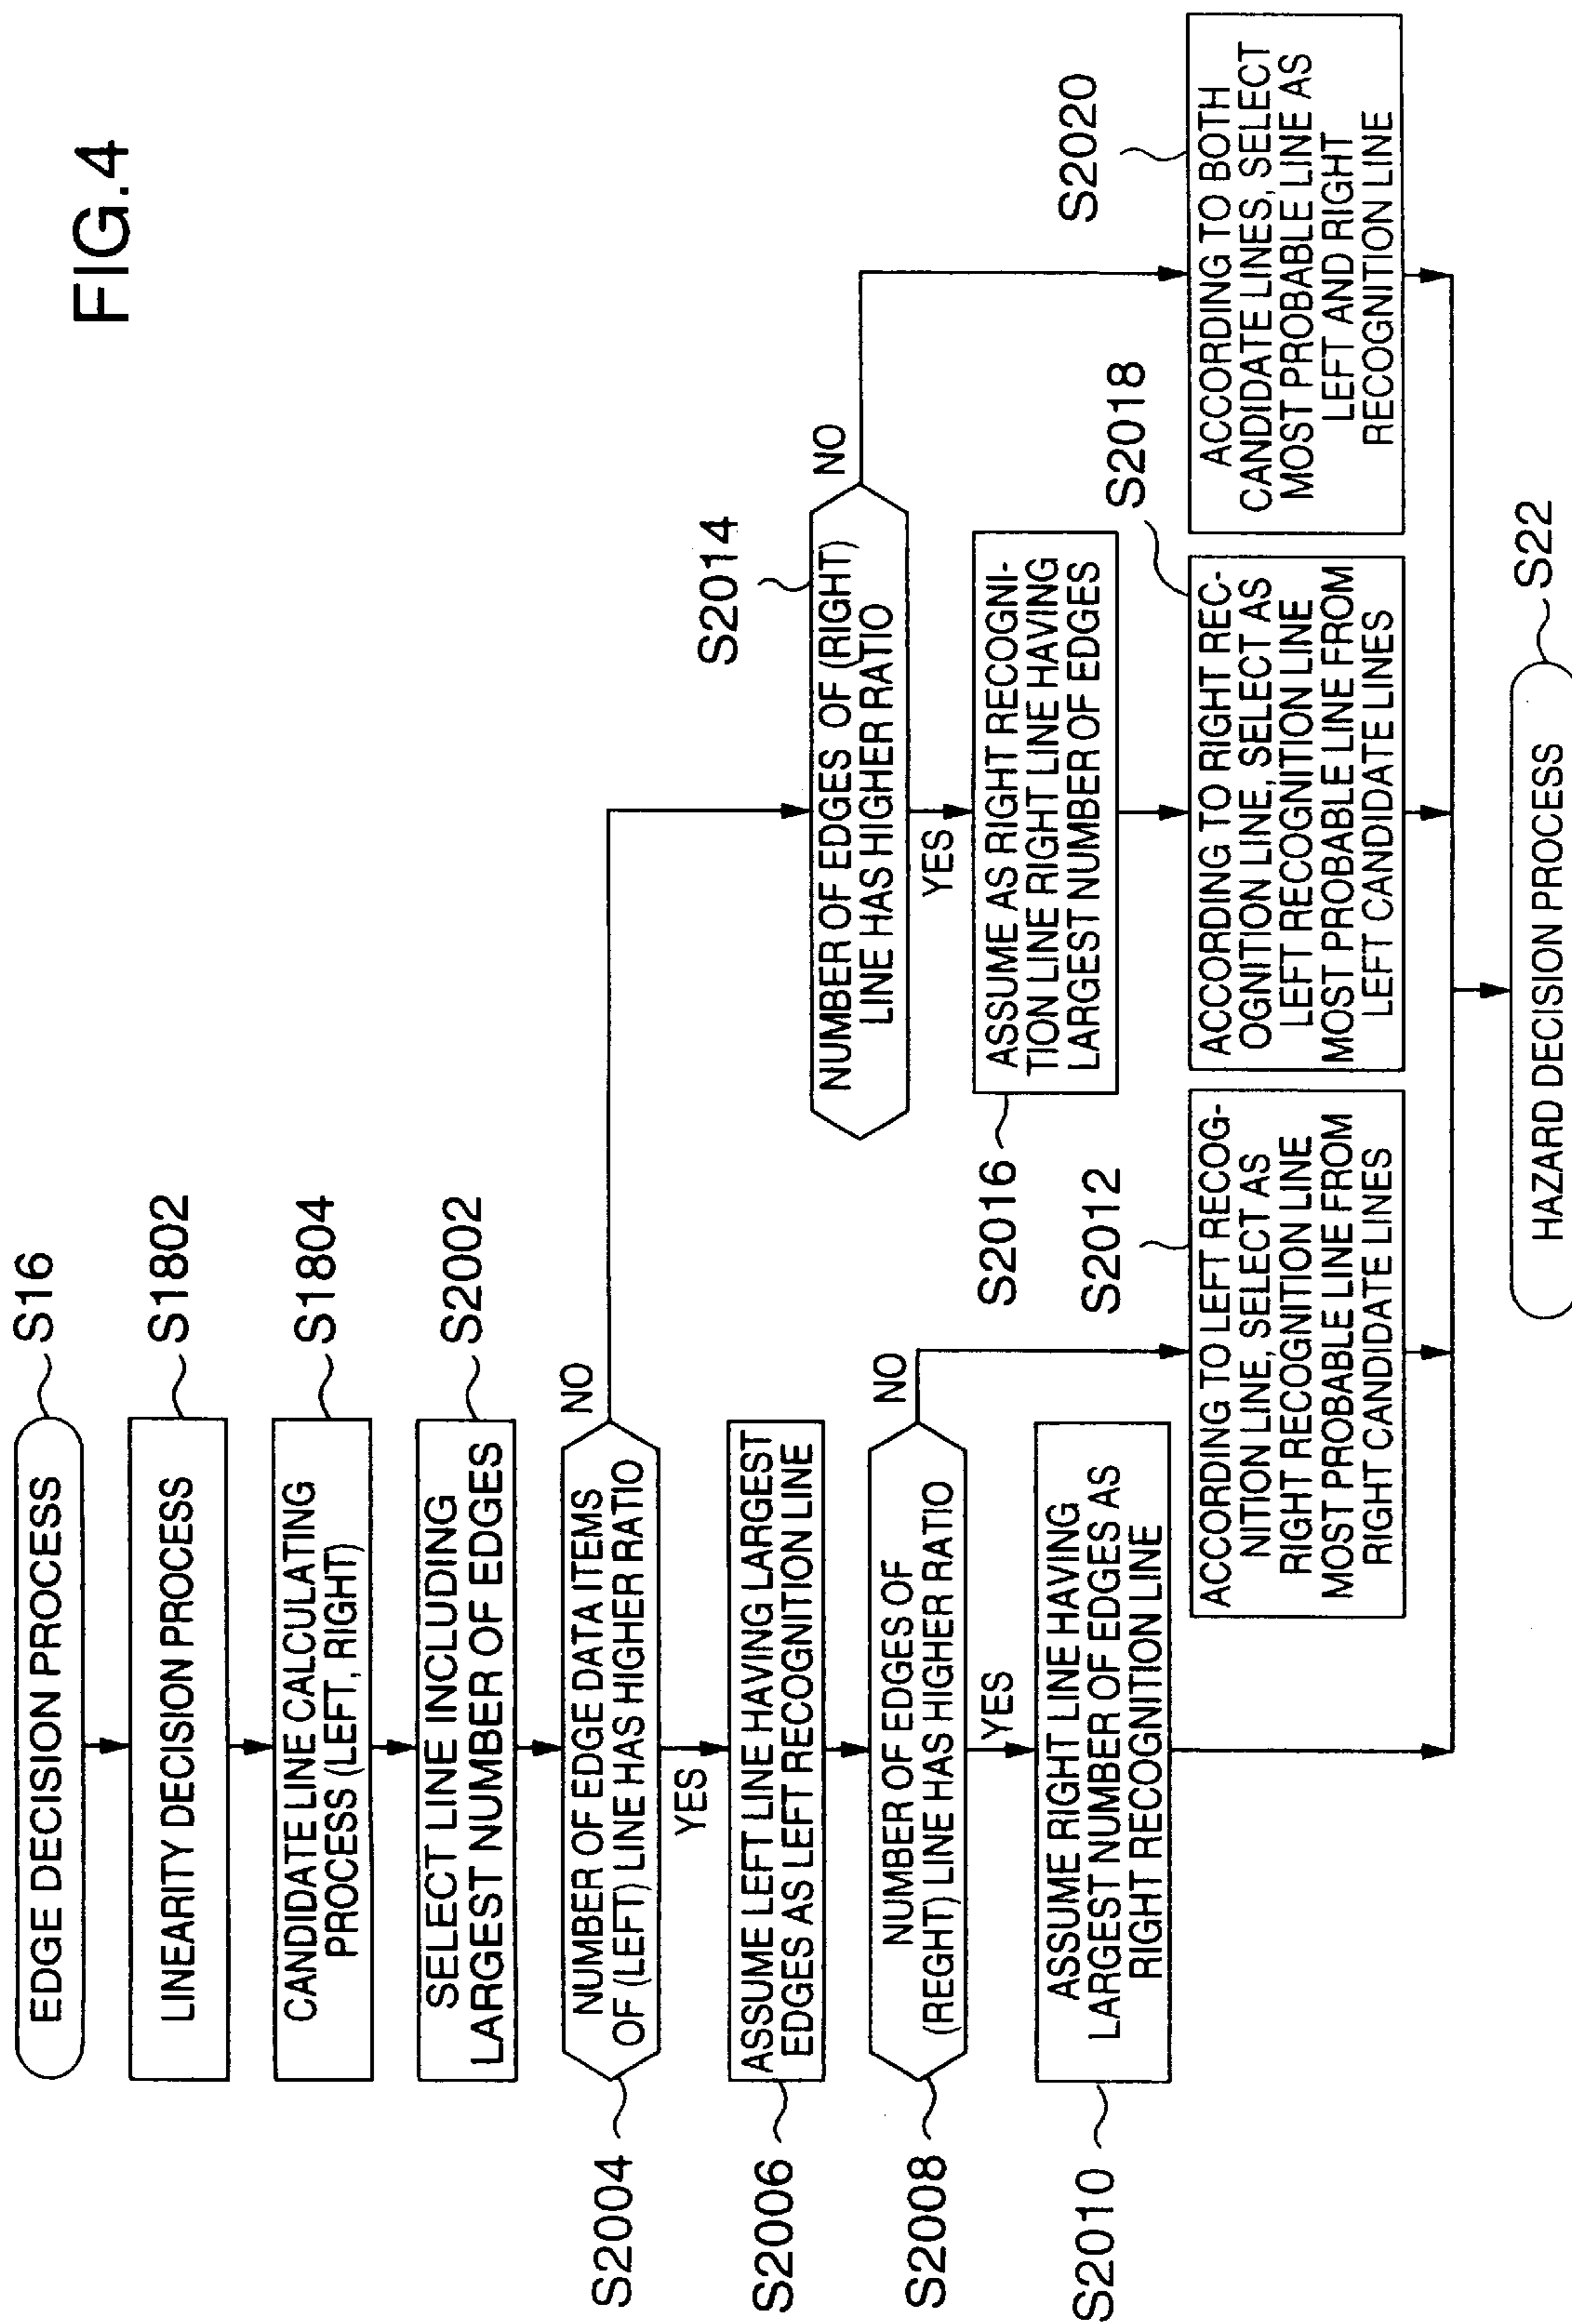 FIG.4
EDGE DECISION PROCESS
S16
LINEARITY DECISION PROCESS
S1802
CANDIDATE LINE CALCULATING
PROCESS (LEFT, RIGHT)
S1804
SELECT LINE INCLUDING
LARGEST NUMBER OF EDGES
S2002
S2004
NUMBER OF EDGE DATA ITEMS
OF (LEFT) LINE HAS HIGHER RATIO
NO
YES
S2006
ASSUME LEFT LINE HAVING LARGEST
EDGES AS LEFT RECOGNITION LINE
S2008
NUMBER OF EDGES OF
(REGHT) LINE HAS HIGHER RATIO
NO
YES
S2010
ASSUME RIGHT LINE HAVING
LARGEST NUMBER OF EDGES AS
RIGHT RECOGNITION LINE
S2012
ACCORDING TO LEFT RECOG-
NITION LINE, SELECT AS
RIGHT RECOGNITION LINE
MOST PROBABLE LINE FROM
RIGHT CANDIDATE LINES
S2014
NUMBER OF EDGES OF (RIGHT)
LINE HAS HIGHER RATIO
NO
YES
S2016
ASSUME AS RIGHT RECOGNI-
TION LINE RIGHT LINE HAVING
LARGEST NUMBER OF EDGES
S2018
ACCORDING TO RIGHT REC-
OGNITION LINE, SELECT AS
LEFT RECOGNITION LINE
MOST PROBABLE LINE FROM
LEFT CANDIDATE LINES
S2020
ACCORDING TO BOTH
CANDIDATE LINES, SELECT
MOST PROBABLE LINE AS
LEFT AND RIGHT
RECOGNITION LINE
HAZARD DECISION PROCESS
S22